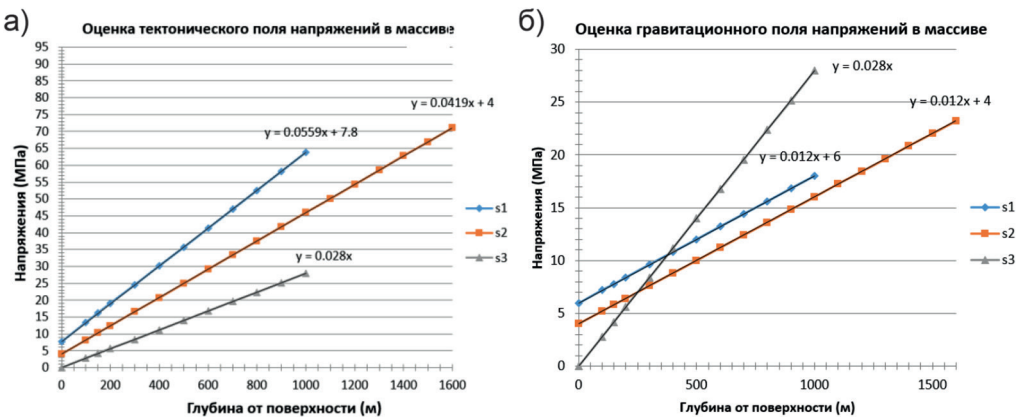 а)
Оценка тектонического поля напряжений в массиве
95
90
85
80
75
70
65
60
55
50
45
40
35
30
25
20
15
10
5
0
Напряжения (МПа)
y = 0.0419x + 4
y = 0.0559x + 7.8
y = 0.028x
s1
s2
s3
0 200 400 600 800 1000 1200 1400 1600
Глубина от поверхности (м)
б)
Оценка гравитационного поля напряжений в массиве
30
25
20
15
10
5
0
Напряжения (МПа)
y = 0.028x
y = 0.012x + 4
y = 0.012x + 6
s1
s2
s3
0 500 1000 1500
Глубина от поверхности (м)